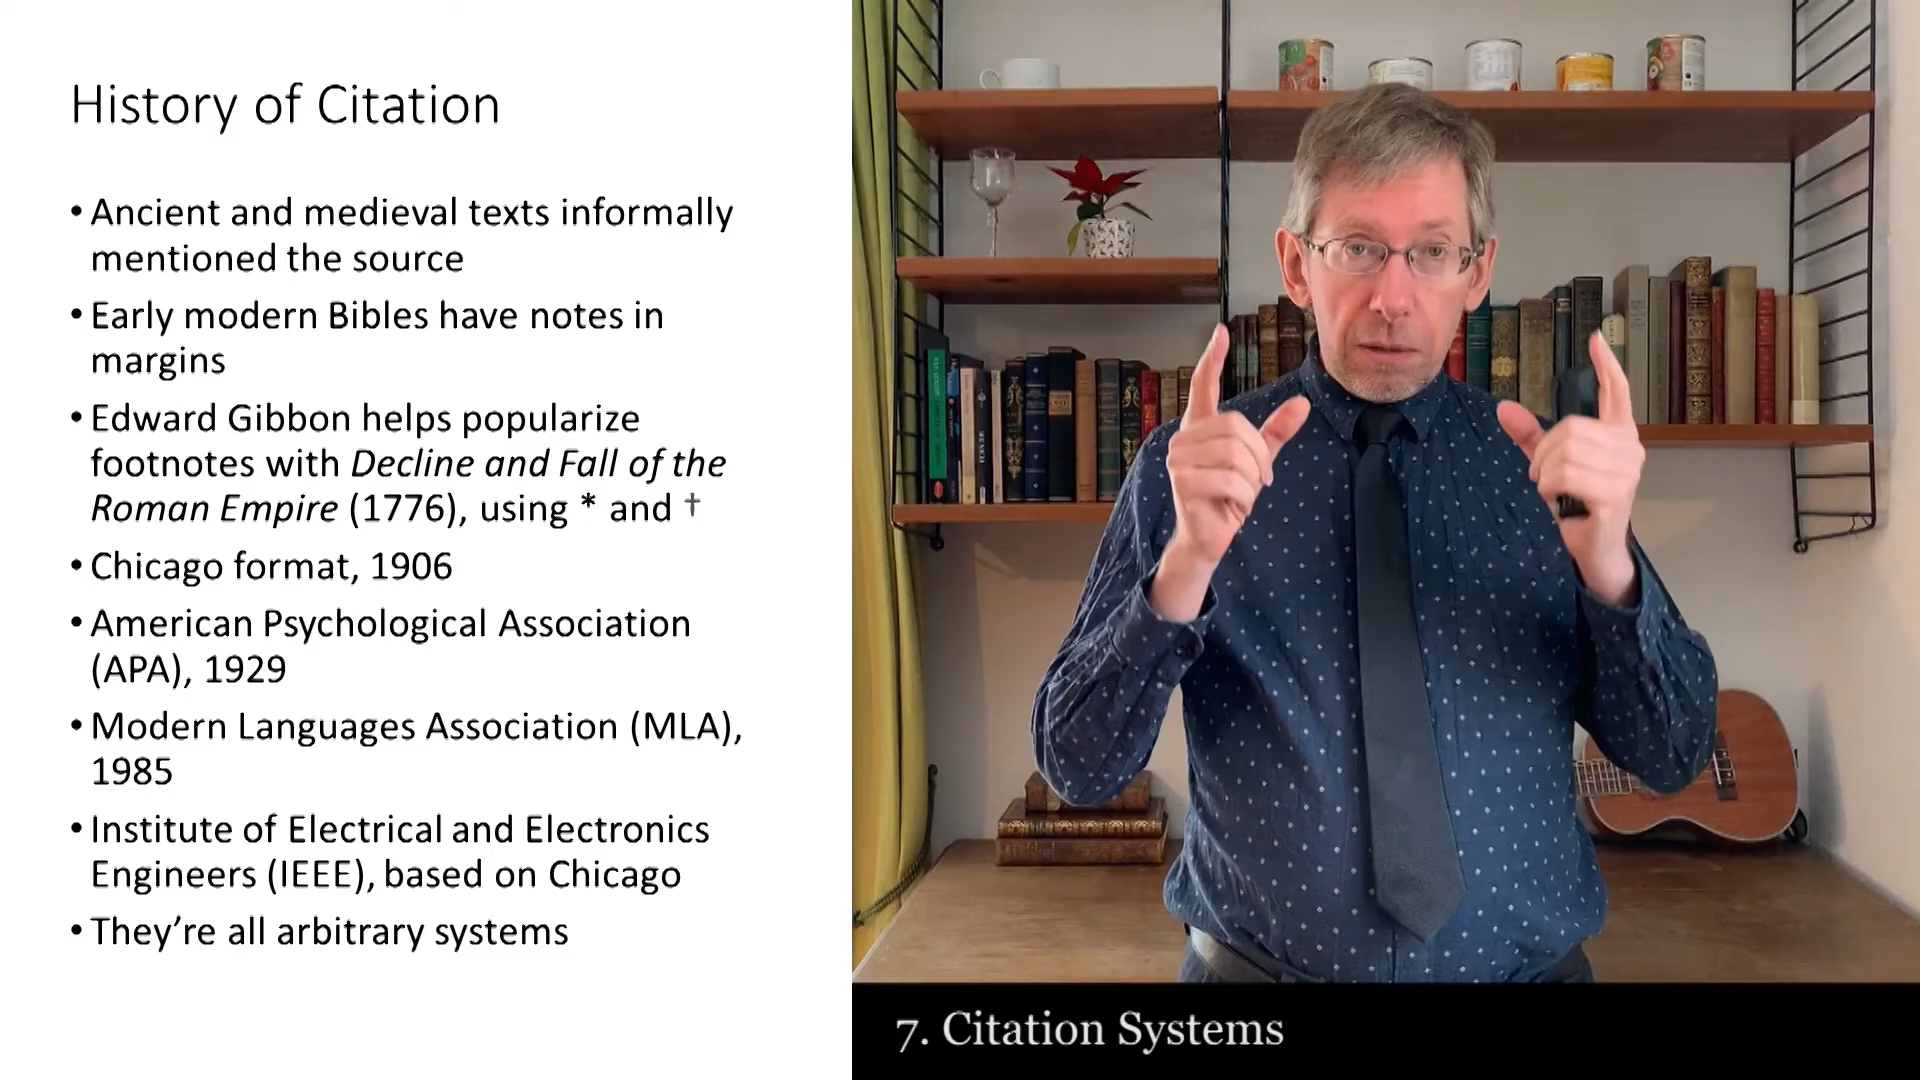 History of Citation
• Ancient and medieval texts informally
mentioned the source
• Early modern Bibles have notes in
margins
• Edward Gibbon helps popularize
footnotes with Decline and Fall of the
Roman Empire (1776), using * and †
• Chicago format, 1906
• American Psychological Association
(APA), 1929
• Modern Languages Association (MLA),
1985
• Institute of Electrical and Electronics
Engineers (IEEE), based on Chicago
• They’re all arbitrary systems
7. Citation Systems